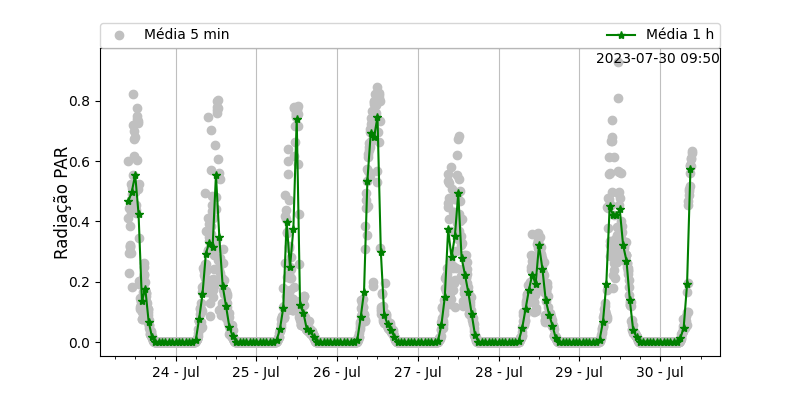 Média 5 min
Média 1 h
2023-07-30 09:50
Radiação PAR
0.8
0.6
0.4
0.2
0.0
24 - Jul
25 - Jul
26 - Jul
27 - Jul
28 - Jul
29 - Jul
30 - Jul